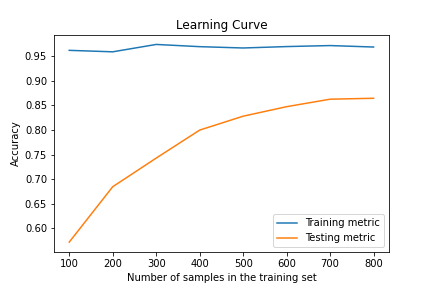 Learning Curve
Accuracy
0.95
0.90
0.85
0.80
0.75
0.70
0.65
0.60
Training metric
Testing metric
100 200 300 400 500 600 700 800
Number of samples in the training set